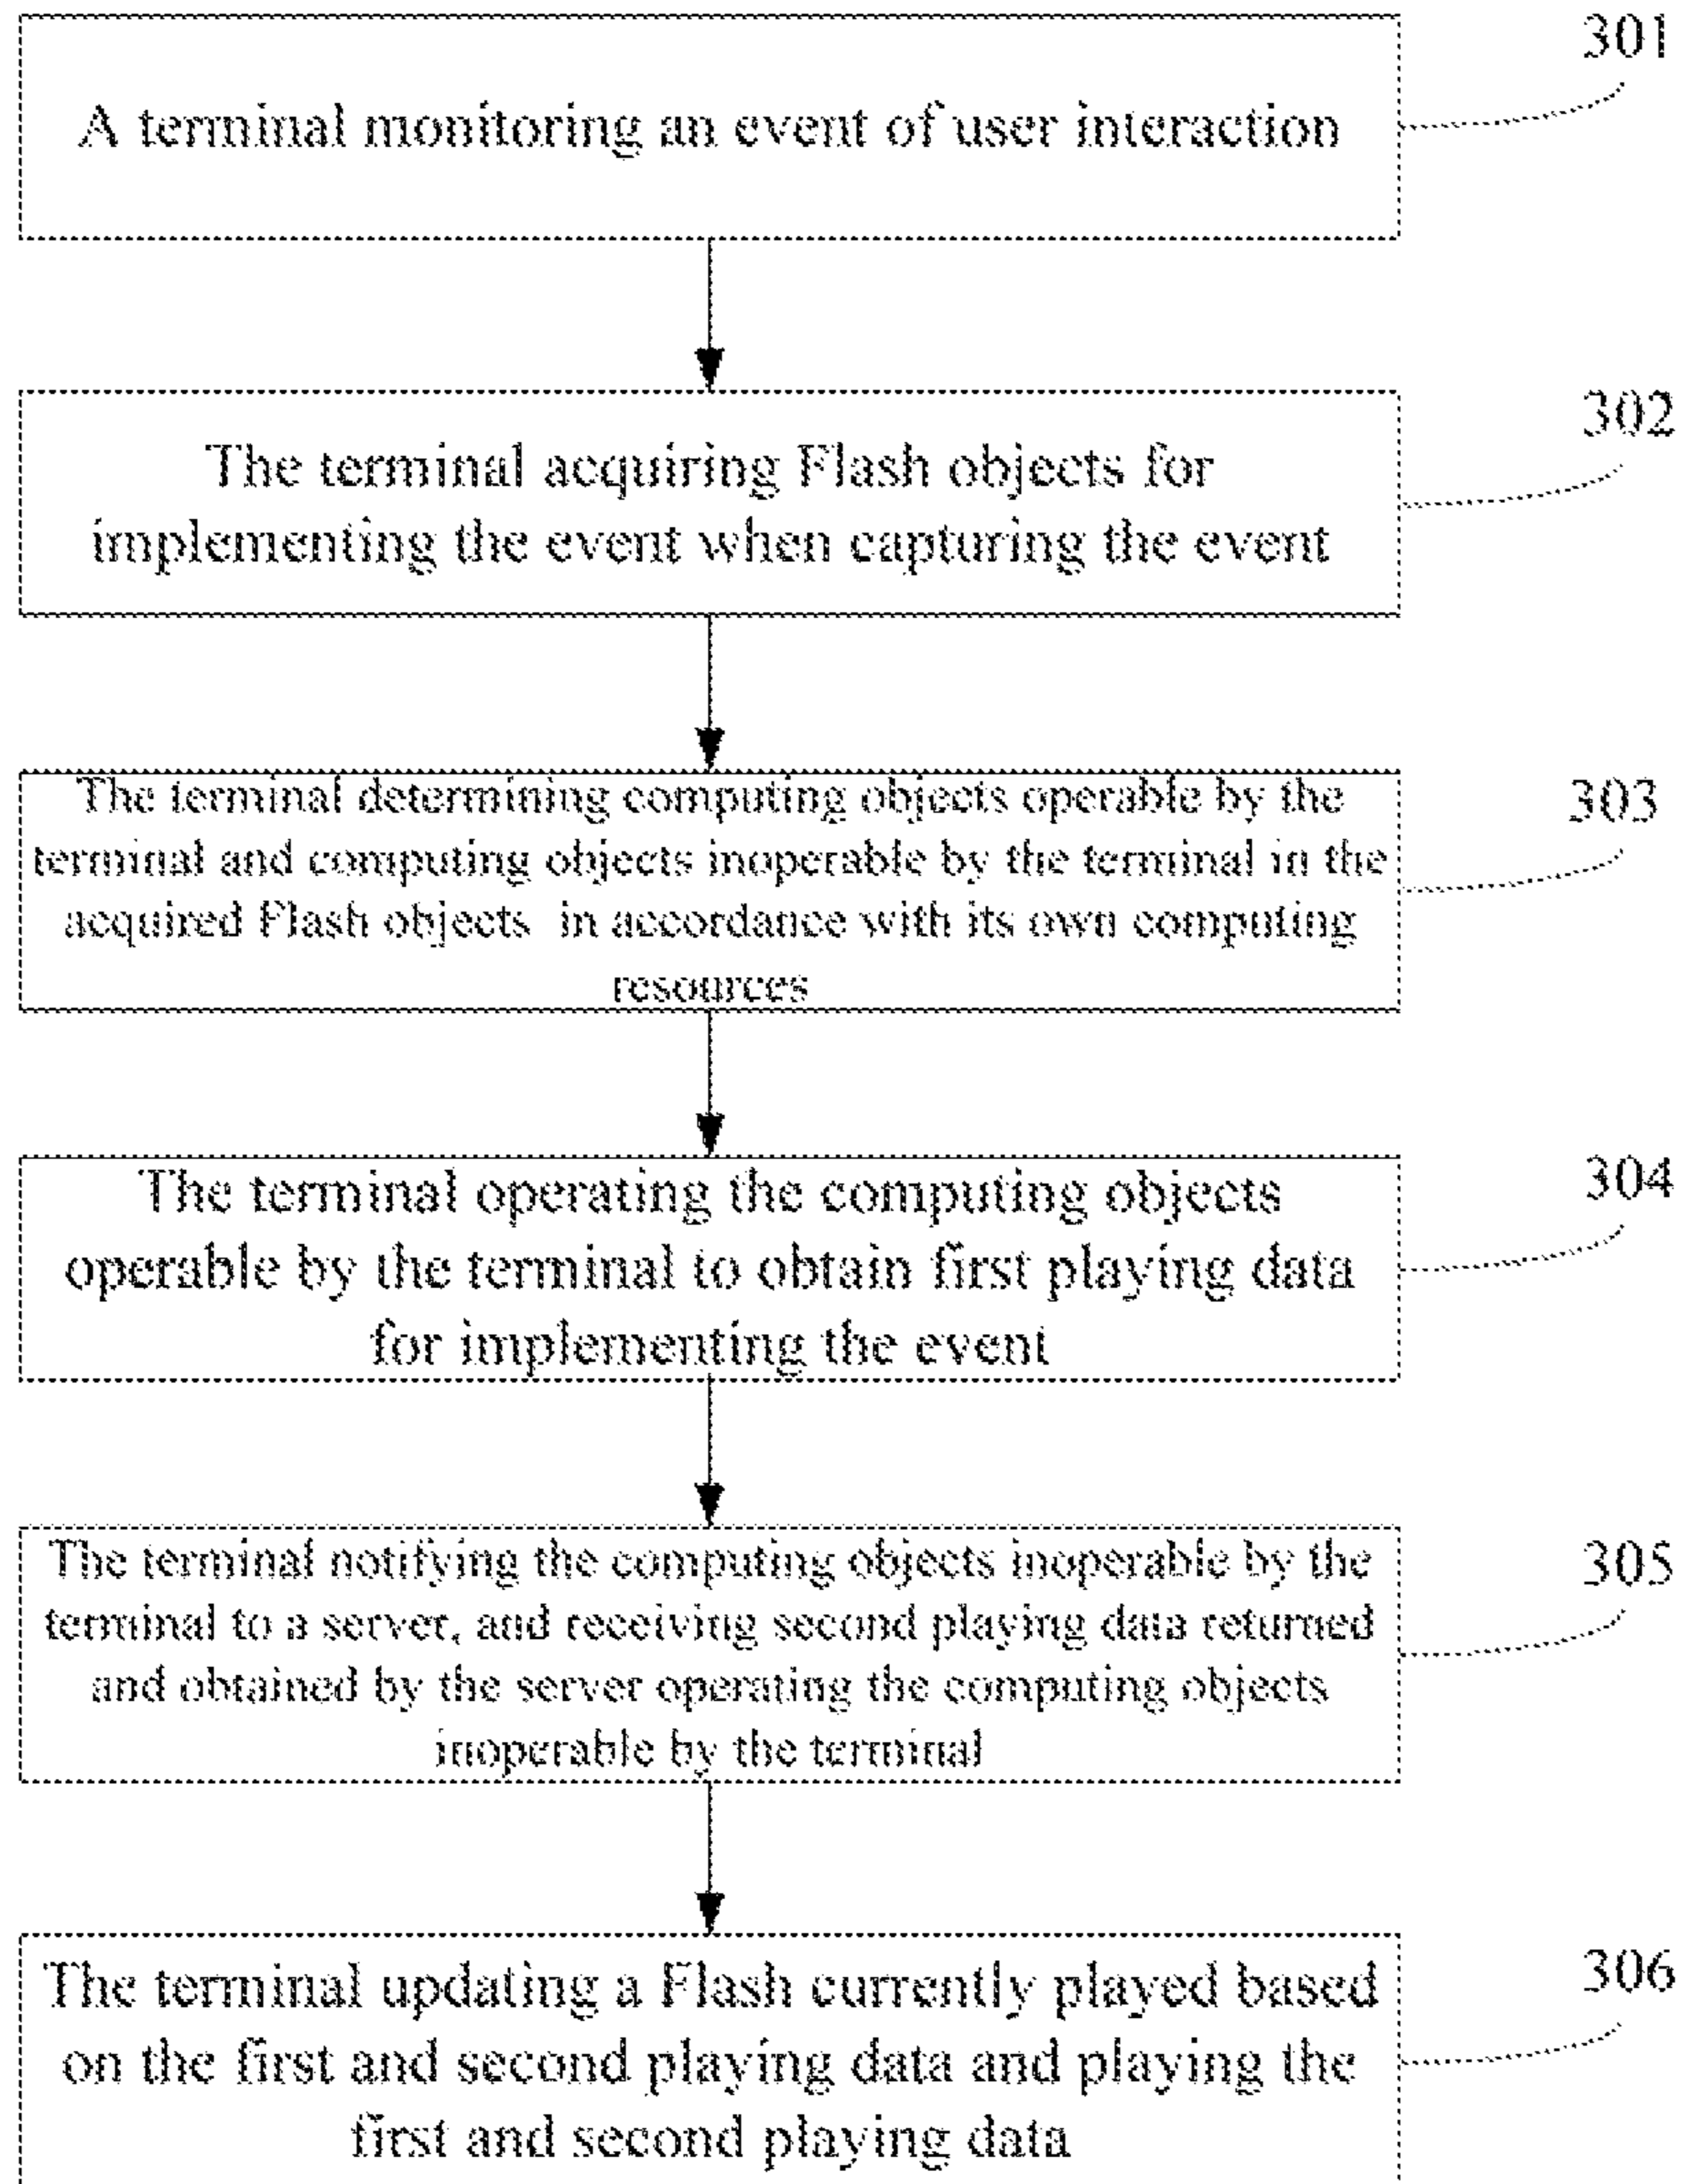 301
A terminal monitoring an event of user interaction
302
The terminal acquiring Flash objects for
implementing the event when capturing the event
303
The terminal determining computing objects operable by the
terminal and computing objects inoperable by the terminal in the
acquired Flash objects in accordance with its own computing
resources
304
The terminal operating the computing objects
operable by the terminal to obtain first playing data
for implementing the event
305
The terminal notifying the computing objects inoperable by the
terminal to a server, and receiving second playing data returned
and obtained by the server operating the computing objects
inoperable by the terminal
306
The terminal updating a Flash currently played based
on the first and second playing data and playing the
first and second playing data